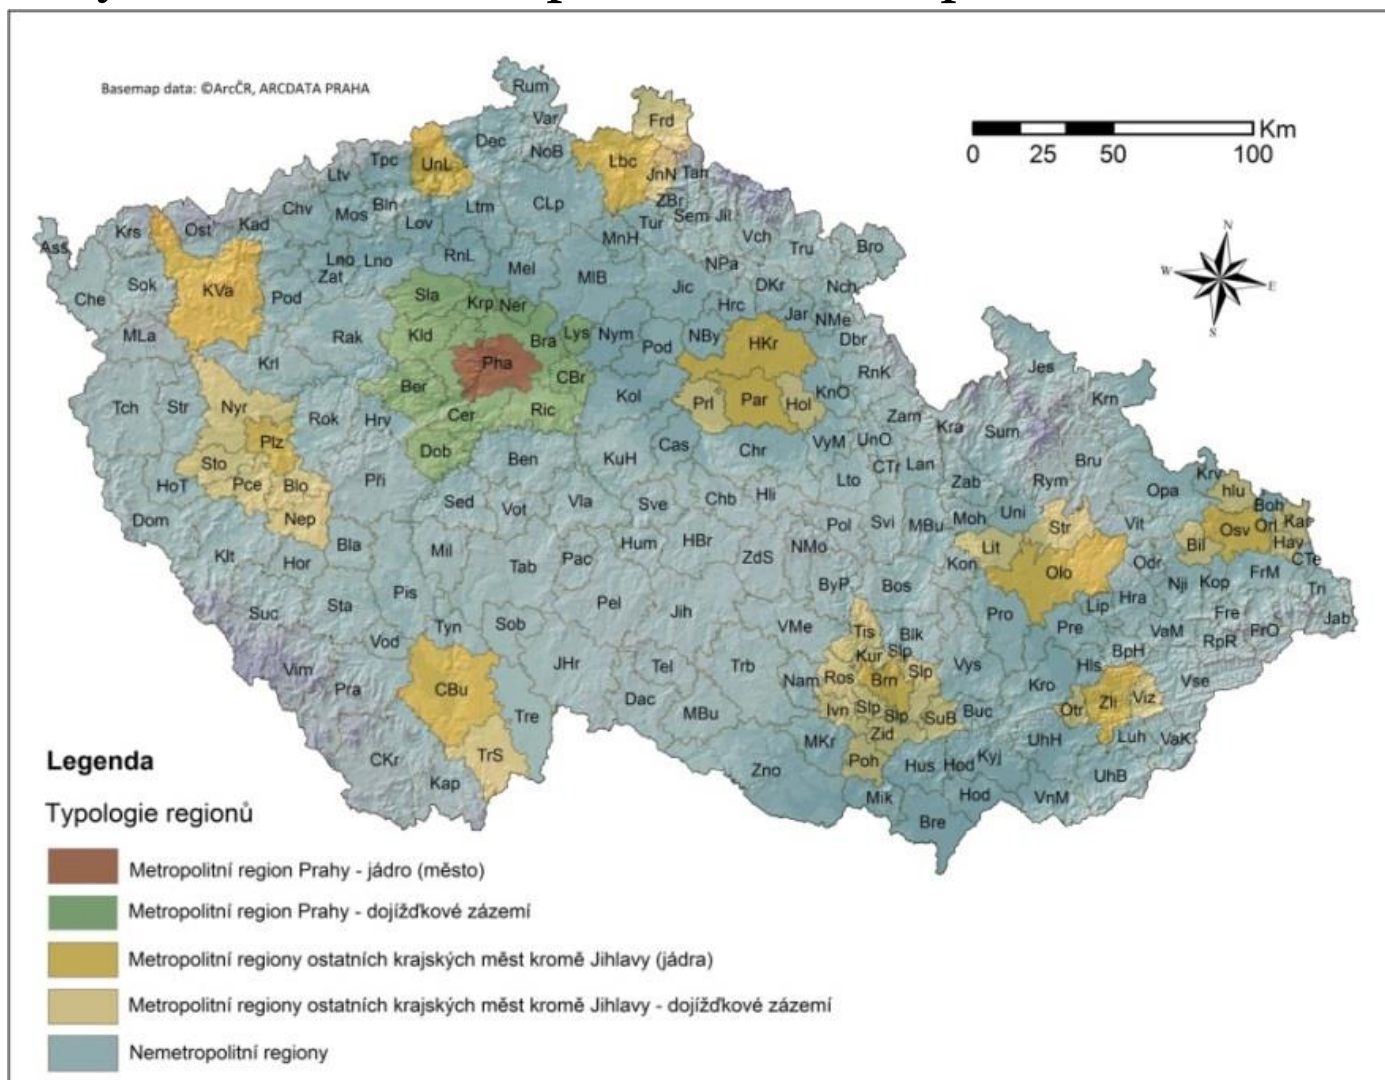 Basemap data: ©ArcČR, ARCDATA PRAHA
Km
0 25 50 100
N
W E
S
Rum
Var
Dec
NoB
Frd
Tpc
UnL
Lbc
JnN
Tan
Ltv
Bln
ZBr
Chv
Mos
Lov
Ltm
CLp
Tur
Sem
Jil
Krs
Ost
Kad
MnH
Vch
Tru
Bro
Ass
Lno
Lno
RnL
Mel
NPa
Zat
MlB
Sok
KVa
Pod
Sla
Krp
Ner
Jic
DKr
Nch
Che
Hrc
Jar
NMe
MLa
Rak
Kld
Bra
Lys
Nym
Pod
NBy
HKr
Dbr
Krl
Pha
CBr
RnK
Jes
Tch
Str
Nyr
Ber
Kol
Prl
Par
Hol
KnO
Krn
Rok
Hrv
Cer
Ric
Zam
Kra
Sum
Plz
Dob
Ben
KuH
Cas
Chr
VyM
UnO
Bru
Sto
Pce
Blo
Při
CTr
Lan
Zab
Rym
Krv
HoT
Nep
Sed
Vot
Vla
Sve
Chb
Hli
Lto
Opa
hlu
Boh
Dom
Bla
Mil
Hum
HBr
Pol
Svi
MBu
Moh
Uni
Str
Vit
Osv
Orl
Kar
Klt
Hor
Tab
Pac
ZdS
NMo
Lit
Bil
Hav
CTe
Kon
Olo
Odr
FrM
Suc
Sta
Pis
Pel
Jih
ByP
Bos
Nji
Kop
Tri
Vod
Tyn
Sob
VMe
Pro
Lip
Hra
Fre
Jab
Tis
Blk
Pre
VaM
RpR
FrO
Vim
CBu
JHr
Tel
Trb
Kur
Slp
BpH
Pra
Nam
Ros
Brn
Slp
Vys
Hls
Vse
Tre
Dac
MBu
Ivn
Slp
Slp
SuB
Buc
Kro
Otr
Zli
Viz
CKr
Kap
TrS
MKr
Zid
UhH
Luh
VaK
Zno
Poh
Hus
Hod
Kyj
UhB
Mik
Hod
VnM
Bre
Legenda
Typologie regionů
Metropolitní region Prahy - jádro (město)
Metropolitní region Prahy - dojížďkové zázemí
Metropolitní regiony ostatních krajských měst kromě Jihlavy (jádra)
Metropolitní regiony ostatních krajských měst kromě Jihlavy - dojížďkové zázemí
Nemetropolitní regiony